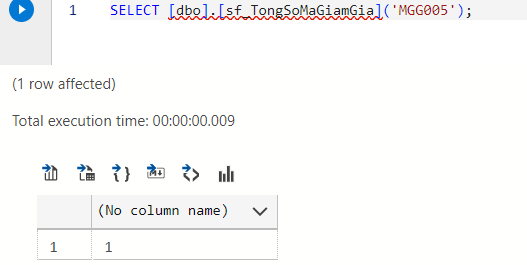 1 SELECT [dbo].[sf_TongSoMaGiamGia]('MGG005');
(1 row affected)
Total execution time: 00:00:00.009
(No column name)
1 1